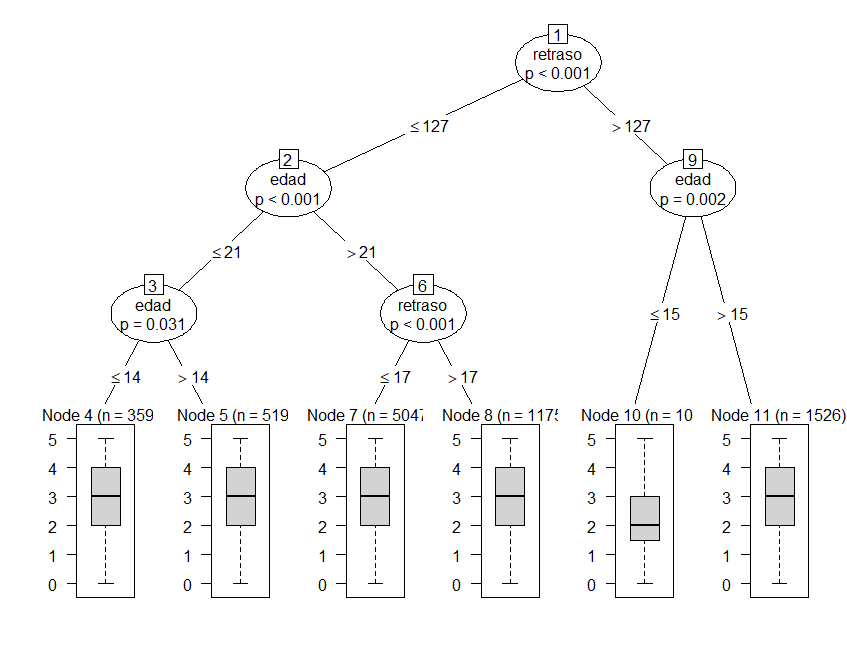 1
retraso
p < 0.001
≤ 127
> 127
2
edad
p < 0.001
9
edad
p = 0.002
≤ 21
> 21
3
edad
p = 0.031
6
retraso
p < 0.001
≤ 15
> 15
≤ 14
> 14
≤ 17
> 17
Node 4 (n = 359
Node 5 (n = 519
Node 7 (n = 5047
Node 8 (n = 1175
Node 10 (n = 10
Node 11 (n = 1526)
5 5 5 5 5 5
4 4 4 4 4 4
3 3 3 3 3 3
2 2 2 2 2 2
1 1 1 1 1 1
0 0 0 0 0 0